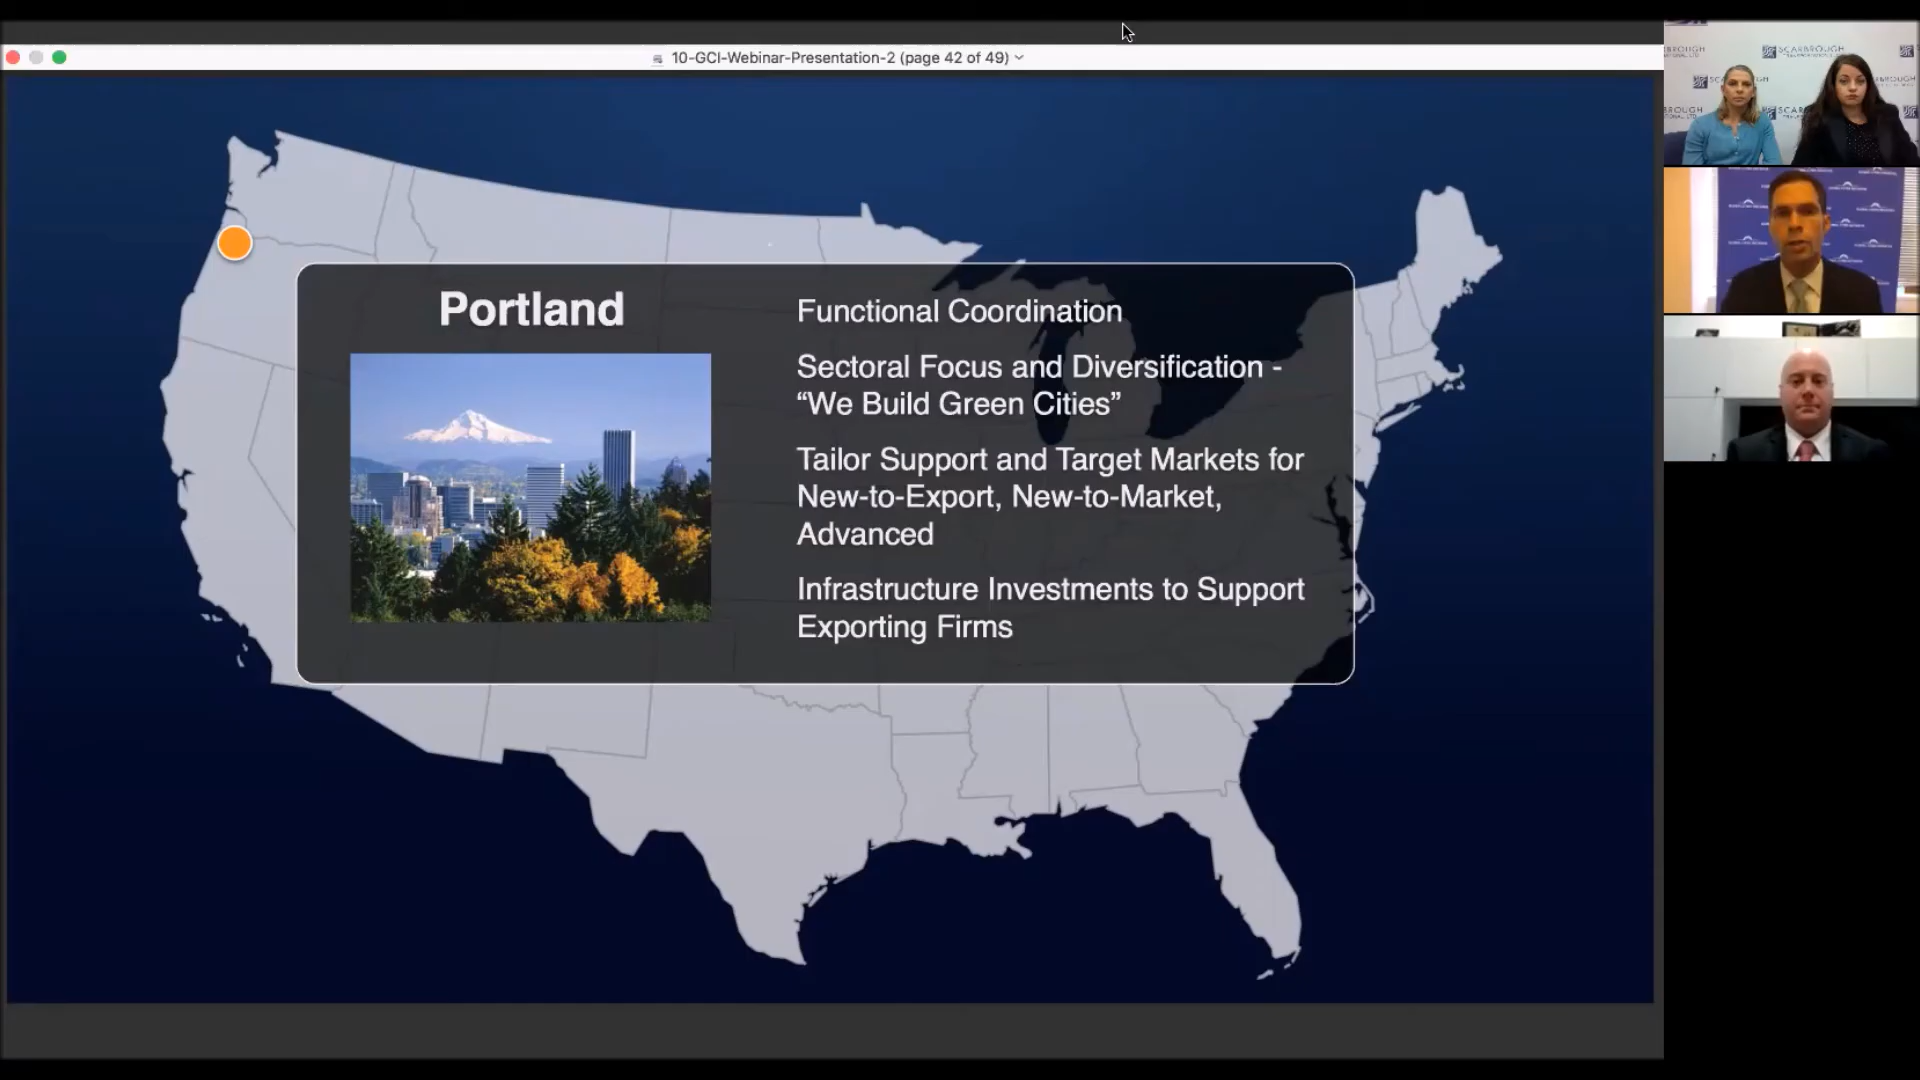 10-GCI-Webinar-Presentation-2 (page 42 of 49)
Portland
Functional Coordination
Sectoral Focus and Diversification -
“We Build Green Cities”
Tailor Support and Target Markets for
New-to-Export, New-to-Market,
Advanced
Infrastructure Investments to Support
Exporting Firms
SCARBROUGH